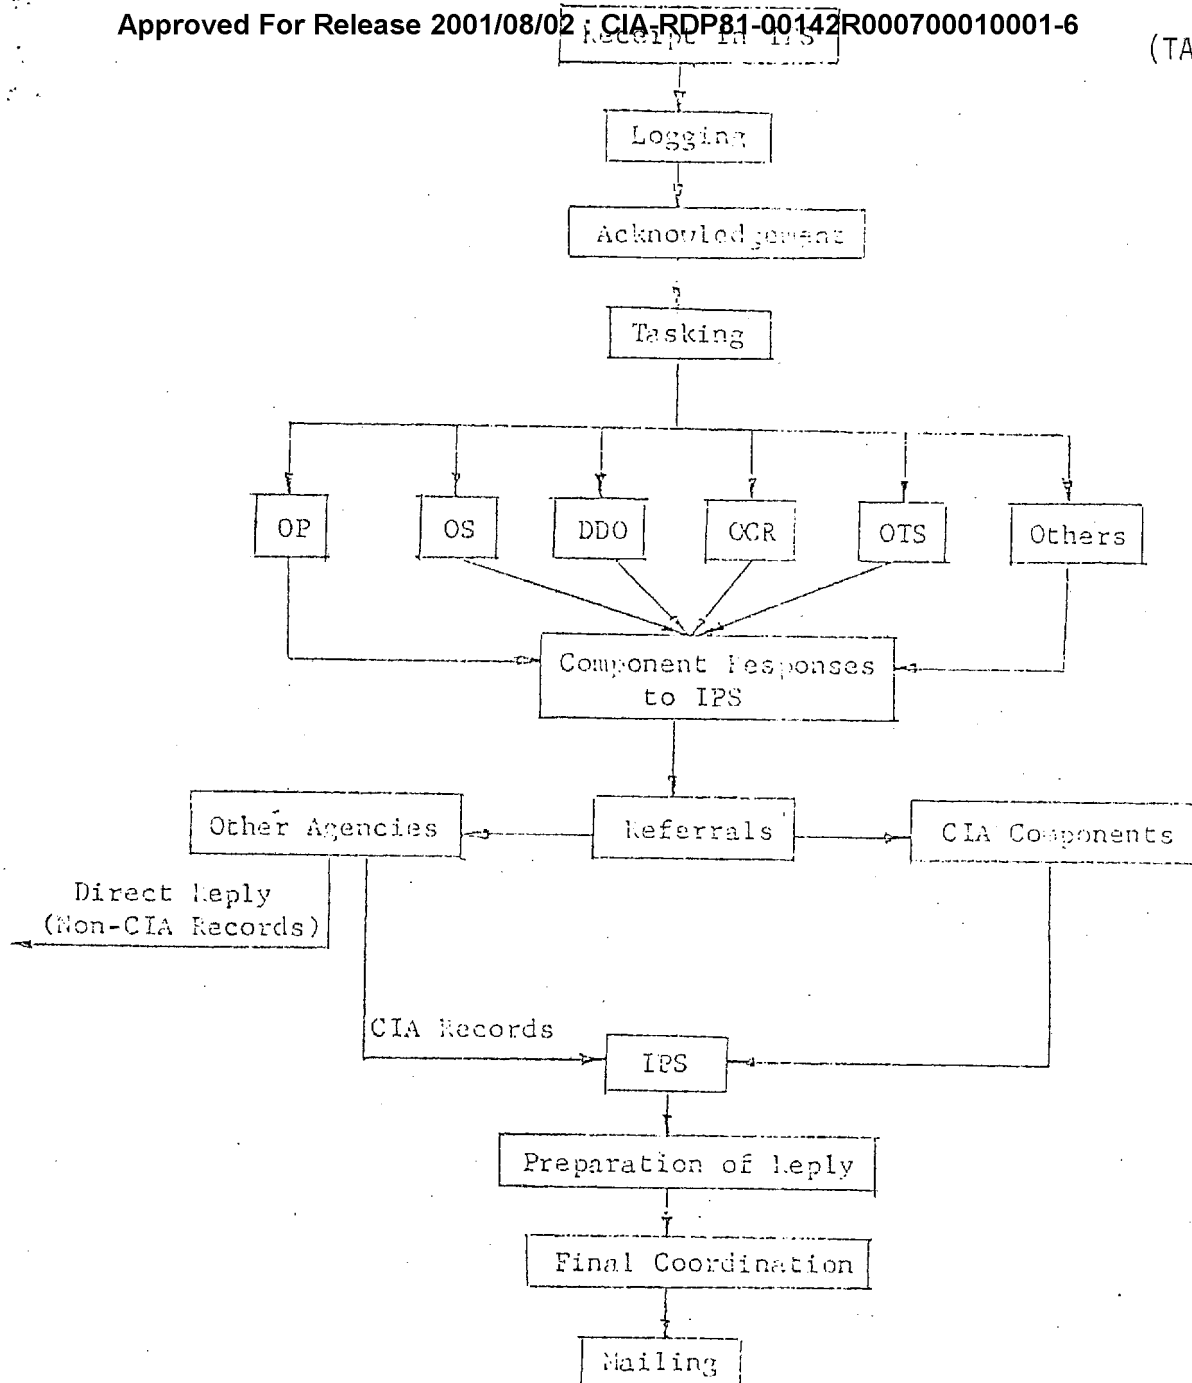 Approved For Release 2001/08/02 : CIA-RDP81-00142R000700010001-6
(TA
Receipt in IPS
Logging
Acknowledgement
Tasking
OP
OS
DDO
OCR
OTS
Others
Component Responses
to IPS
Other Agencies
Referrals
CIA Components
Direct Reply
(Non-CIA Records)
CIA Records
IPS
Preparation of Reply
Final Coordination
Mailing